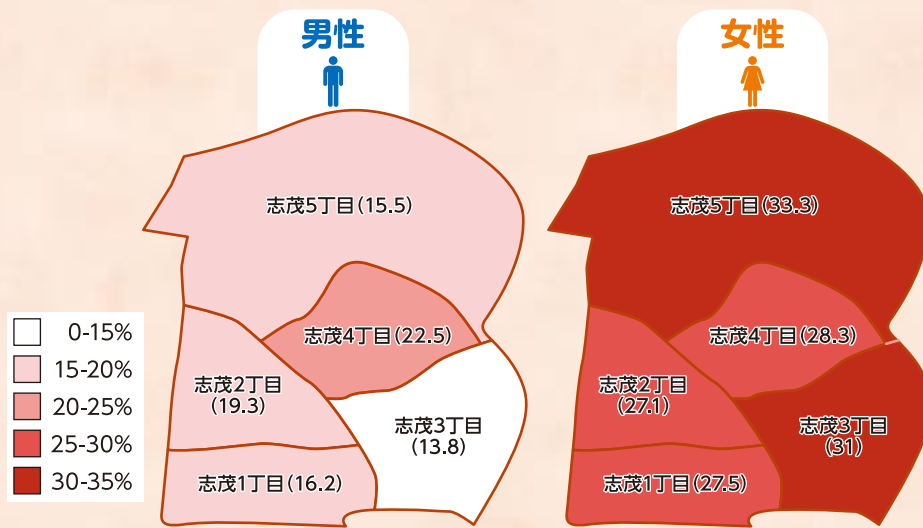 男性
女性
志茂5丁目(15.5)
志茂4丁目(22.5)
志茂2丁目
(19.3)
志茂3丁目
(13.8)
志茂1丁目(16.2)
志茂5丁目(33.3)
志茂4丁目(28.3)
志茂2丁目
(27.1)
志茂3丁目
(31)
志茂1丁目(27.5)
0-15%
15-20%
20-25%
25-30%
30-35%